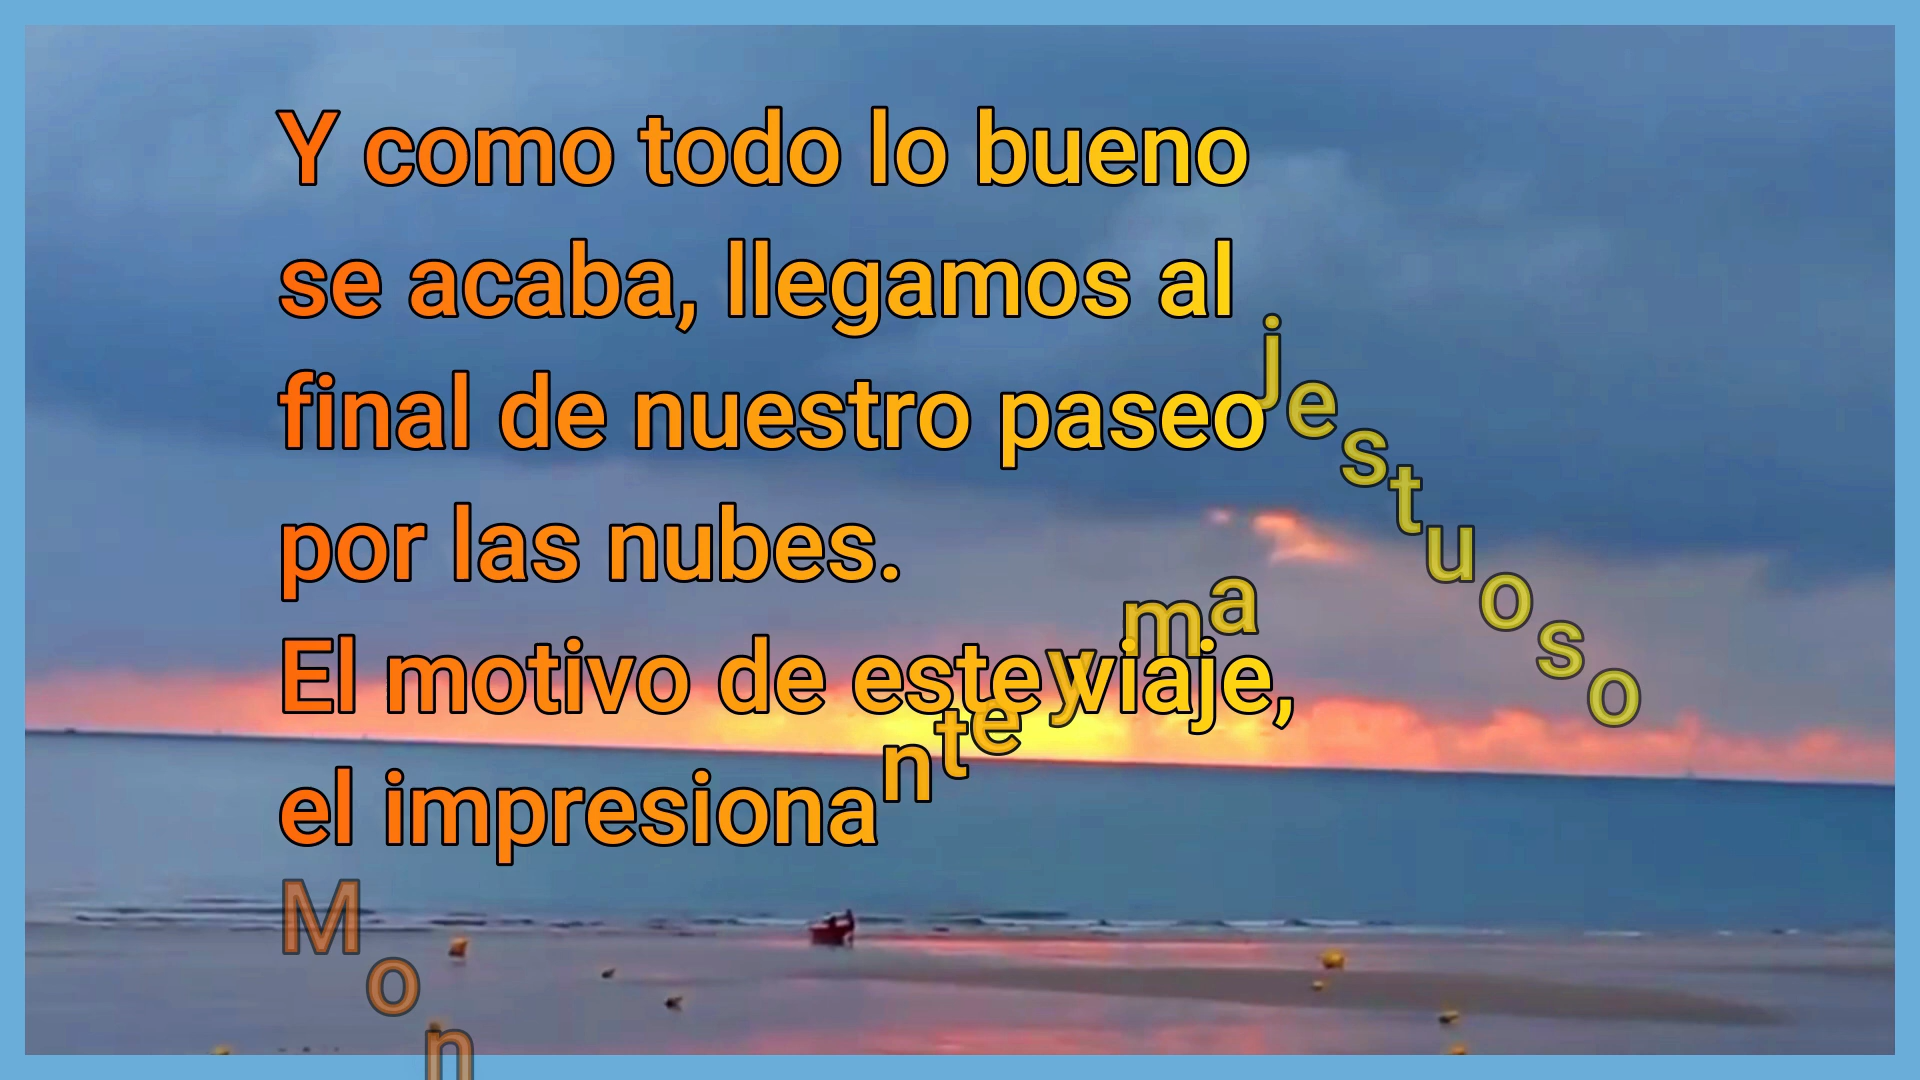 Y como todo lo bueno
se acaba, llegamos al
final de nuestro paseo
por las nubes.
El motivo de este viaje,
el impresionante y majestuoso
Mon